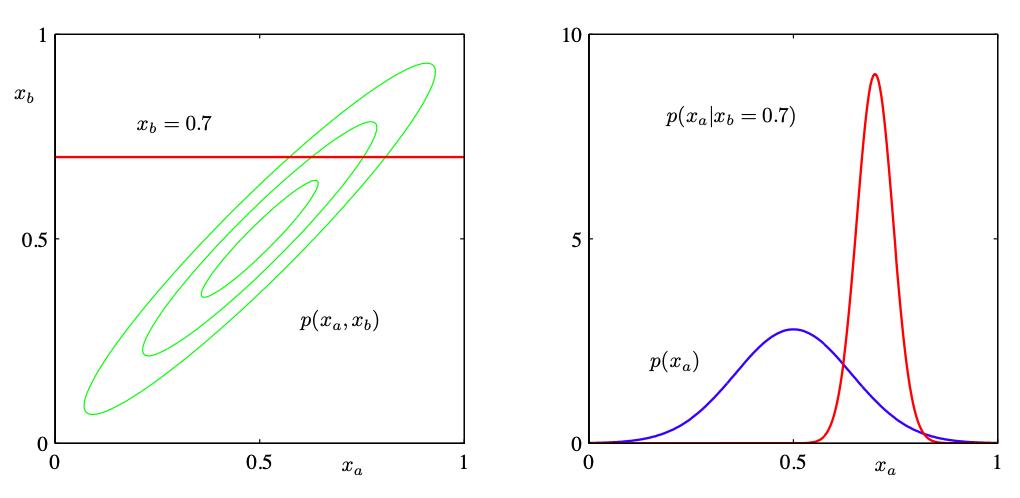 1
x_b
x_b = 0.7
0.5
p(x_a, x_b)
0
0
0.5
x_a
1
10
p(x_a|x_b = 0.7)
5
p(x_a)
0
0
0.5
x_a
1